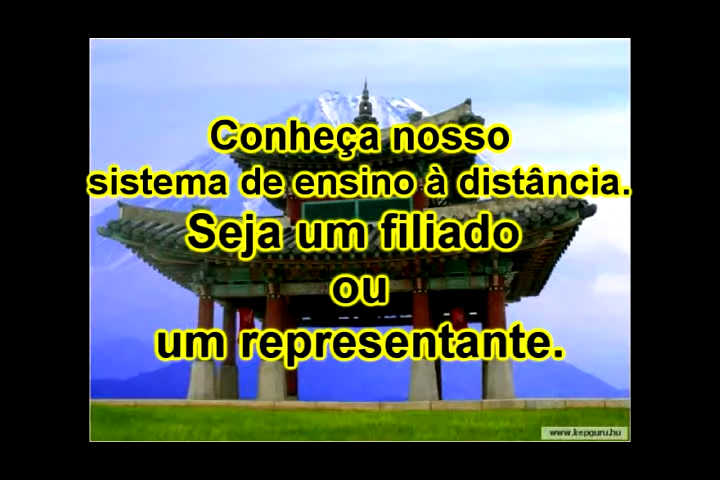 Conheça nosso
sistema de ensino à distância.
Seja um filiado
ou
um representante.
www.kepguru.hu